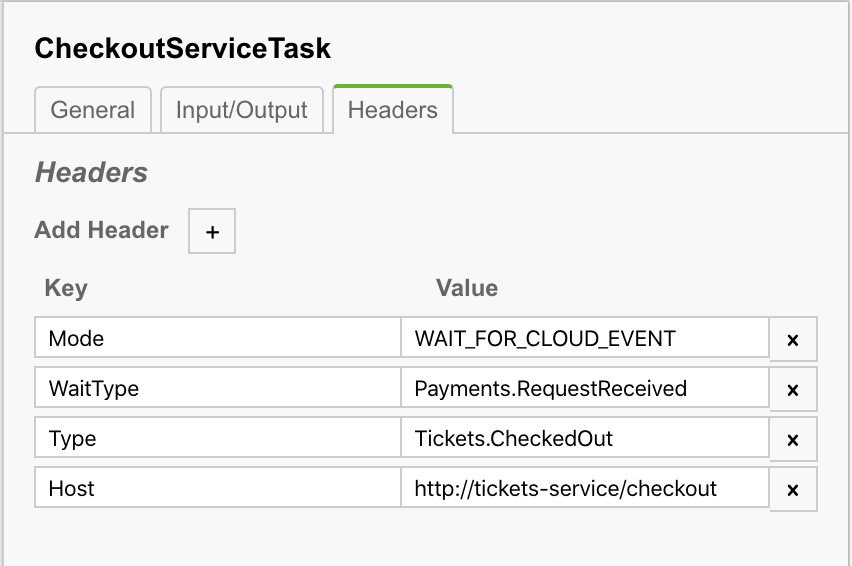 CheckoutServiceTask
General Input/Output Headers
Headers
Add Header +
Key Value
Mode WAIT_FOR_CLOUD_EVENT x
WaitType Payments.RequestReceived x
Type Tickets.CheckedOut x
Host http://tickets-service/checkout x